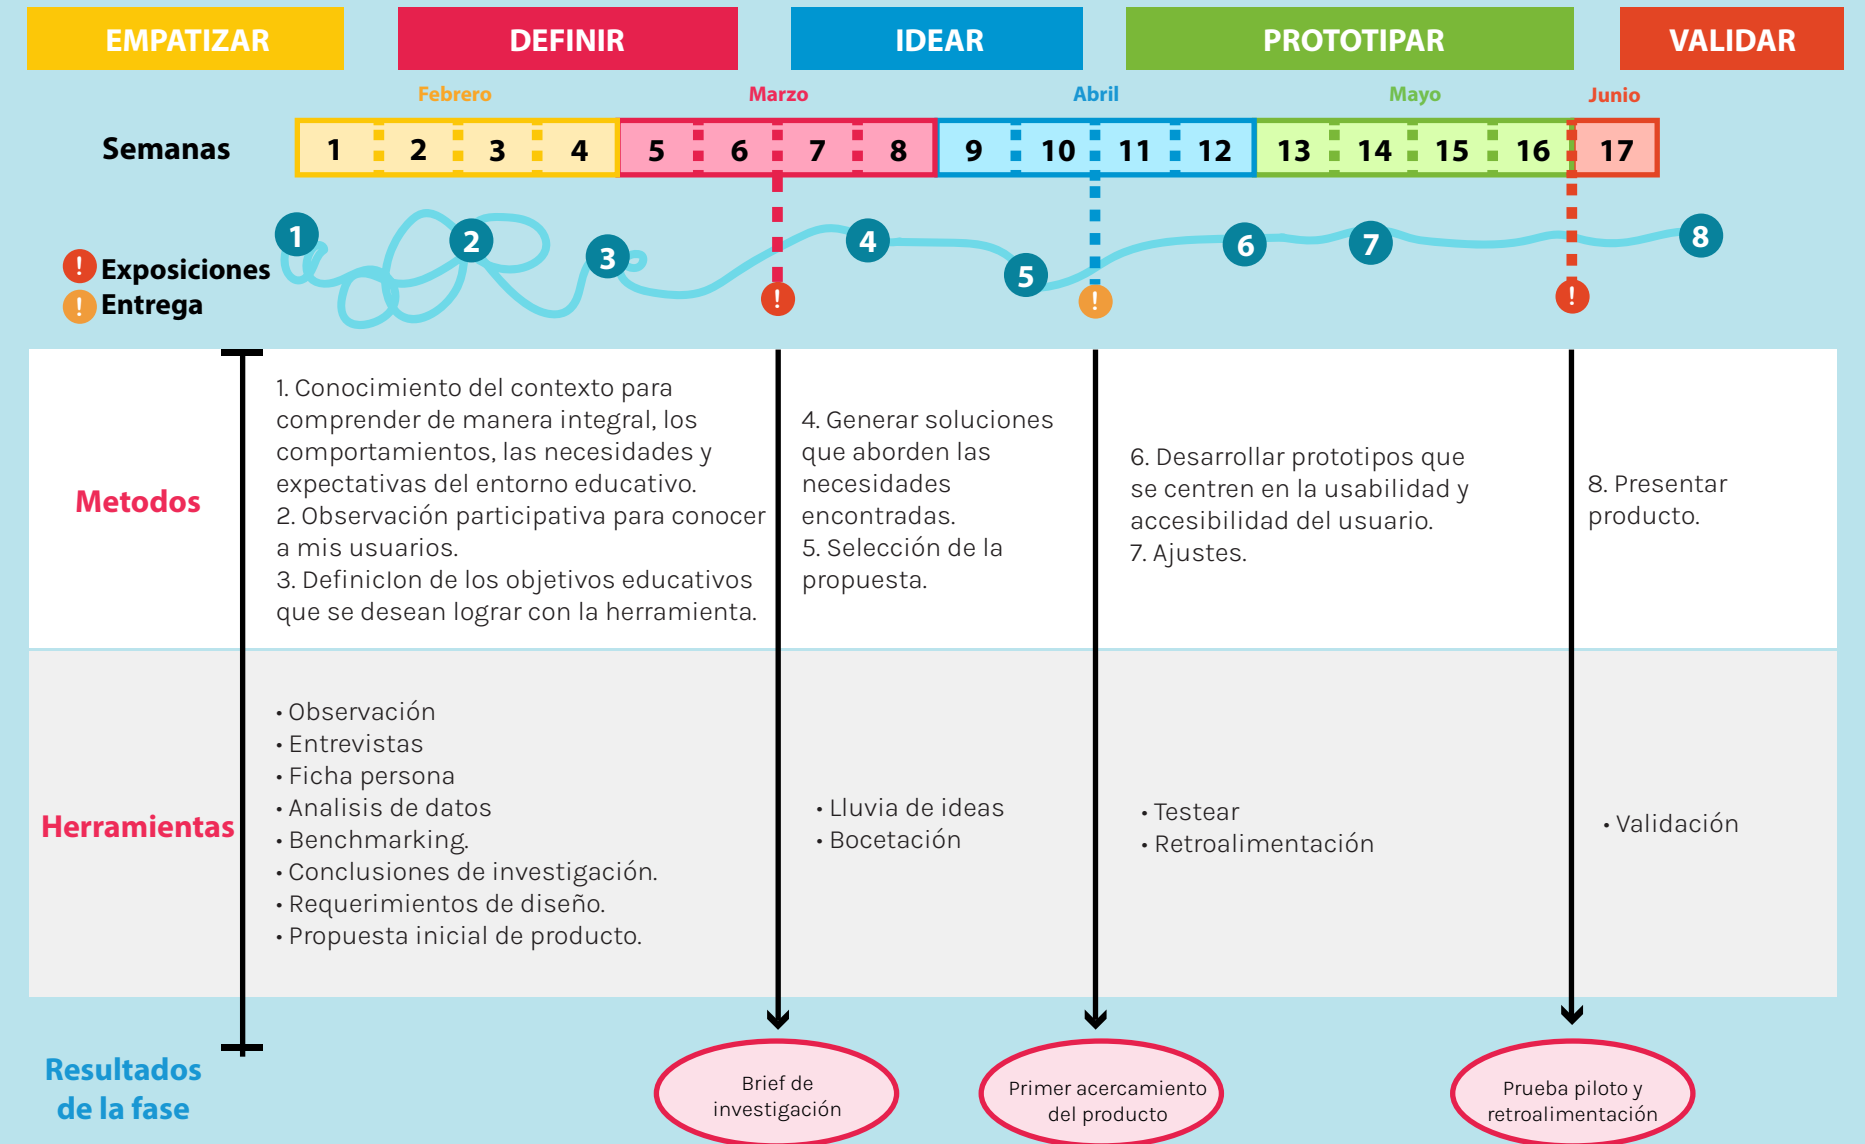 EMPATIZAR
DEFINIR
IDEAR
PROTOTIPAR
VALIDAR
Febrero
Marzo
Abril
Mayo
Junio
Semanas
1 2 3 4 5 6 7 8 9 10 11 12 13 14 15 16 17
1
2
3
4
5
6
7
8
! Exposiciones
! Entrega
!
!
!
Metodos
1. Conocimiento del contexto para
comprender de manera integral, los
comportamientos, las necesidades y
expectativas del entorno educativo.
2. Observación participativa para conocer
a mis usuarios.
3. DefinicIon de los objetivos educativos
que se desean lograr con la herramienta.
4. Generar soluciones
que aborden las
necesidades
encontradas.
5. Selección de la
propuesta.
6. Desarrollar prototipos que
se centren en la usabilidad y
accesibilidad del usuario.
7. Ajustes.
8. Presentar
producto.
Herramientas
• Observación
• Entrevistas
• Ficha persona
• Analisis de datos
• Benchmarking.
• Conclusiones de investigación.
• Requerimientos de diseño.
• Propuesta inicial de producto.
• Lluvia de ideas
• Bocetación
• Testear
• Retroalimentación
• Validación
Resultados
de la fase
Brief de
investigación
Primer acercamiento
del producto
Prueba piloto y
retroalimentación